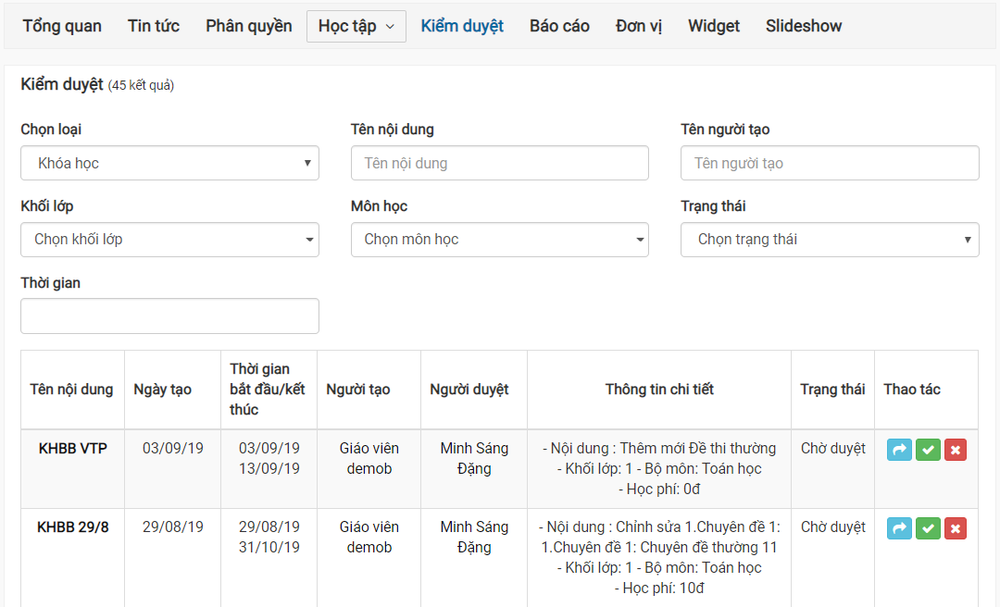 Tổng quan Tin tức Phân quyền Học tập Kiểm duyệt Báo cáo Đơn vị Widget Slideshow
Kiểm duyệt (45 kết quả)
Chọn loại Tên nội dung Tên người tạo
Khóa học Tên nội dung Tên người tạo
Khối lớp Môn học Trạng thái
Chọn khối lớp Chọn môn học Chọn trạng thái
Thời gian
Tên nội dung Ngày tạo Thời gian bắt đầu/kết thúc Người tạo Người duyệt Thông tin chi tiết Trạng thái Thao tác
KHBB VTP 03/09/19 03/09/19 Giáo viên Minh Sáng - Nội dung : Thêm mới Đề thi thường Chờ duyệt
13/09/19 demob Đặng - Khối lớp: 1 - Bộ môn: Toán học
- Học phí: 0đ
KHBB 29/8 29/08/19 29/08/19 Giáo viên Minh Sáng - Nội dung : Chỉnh sửa 1.Chuyên đề 1: Chờ duyệt
31/10/19 demob Đặng 1.Chuyên đề 1: Chuyên đề thường 11
- Khối lớp: 1 - Bộ môn: Toán học
- Học phí: 10đ